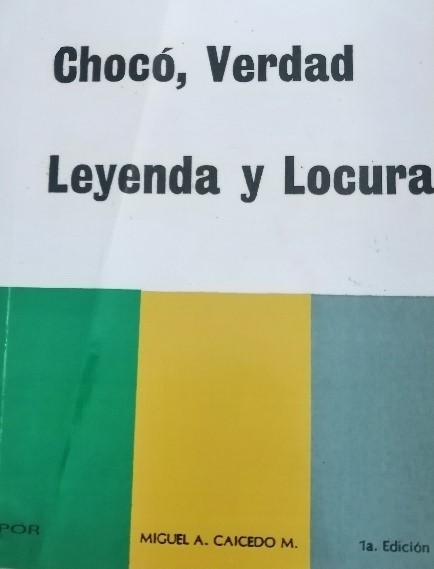 Chocó, Verdad
Leyenda y Locura
POR
MIGUEL A. CAICEDO M.
1a. Edición